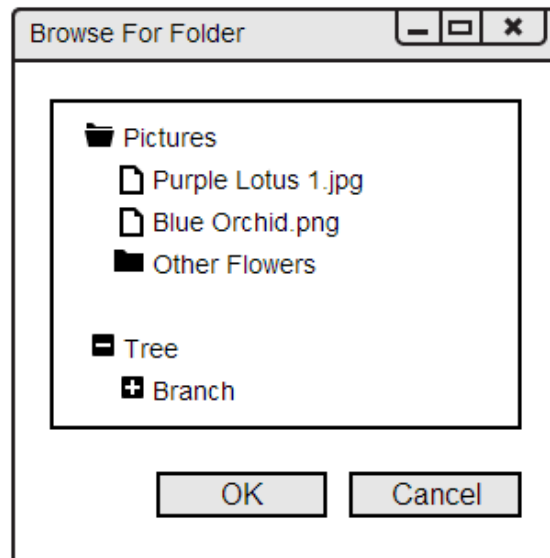 Browse For Folder
Pictures
Purple Lotus 1.jpg
Blue Orchid.png
Other Flowers
Tree
Branch
OK
Cancel